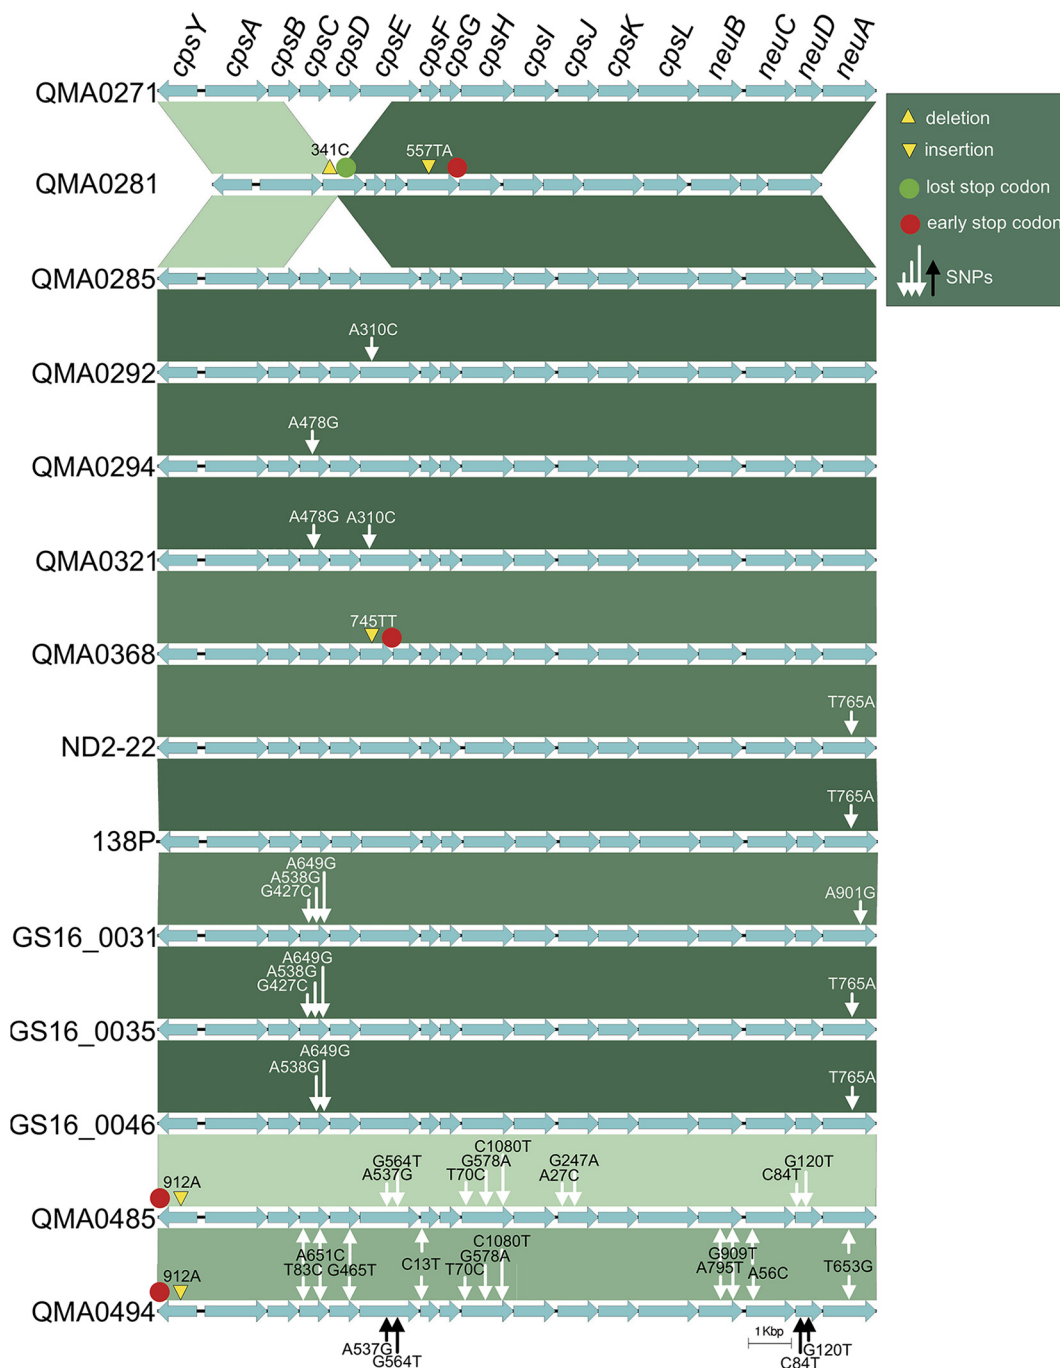 cpsY cpsA cpsB cpsC cpsD cpsE cpsF cpsG cpsH cpsI cpsJ cpsK cpsL neuB neuC neuD neuA
QMA0271
deletion
insertion
lost stop codon
early stop codon
SNPs
341C 557TA
QMA0281
QMA0285
A310C
QMA0292
A478G
QMA0294
A478G A310C
QMA0321
745TT
QMA0368
T765A
ND2-22
T765A
138P
A649G
A538G
G427C A901G
GS16_0031
A649G
A538G
G427C T765A
GS16_0035
A649G
A538G T765A
GS16_0046
C1080T
G564T G578A G247A G120T
912A A537G T70C A27C C84T
QMA0485
C1080T
A651C G578A G909T
912A T83C G465T C13T T70C A795T A56C T653G
QMA0494
1 Kbp
A537G G120T
G564T C84T